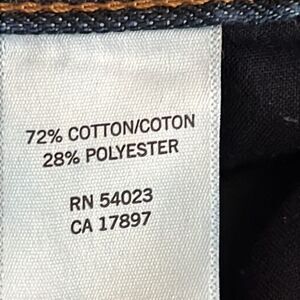 72% COTTON/COTON
28% POLYESTER
RN 54023
CA 17897